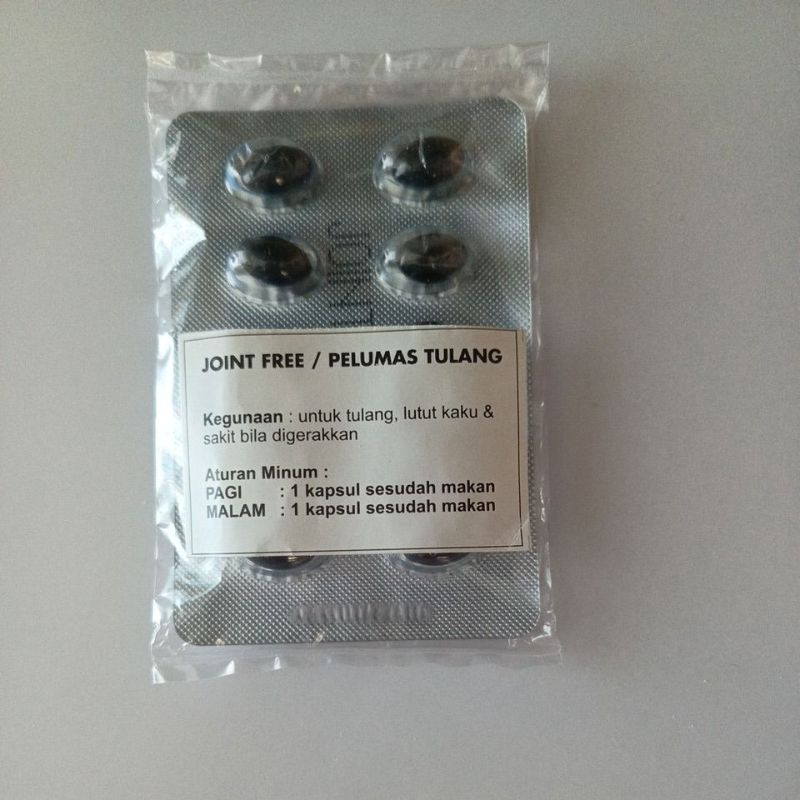 JOINT FREE / PELUMAS TULANG
Kegunaan : untuk tulang, lutut kaku &
sakit bila digerakkan
Aturan Minum :
PAGI : 1 kapsul sesudah makan
MALAM : 1 kapsul sesudah makan